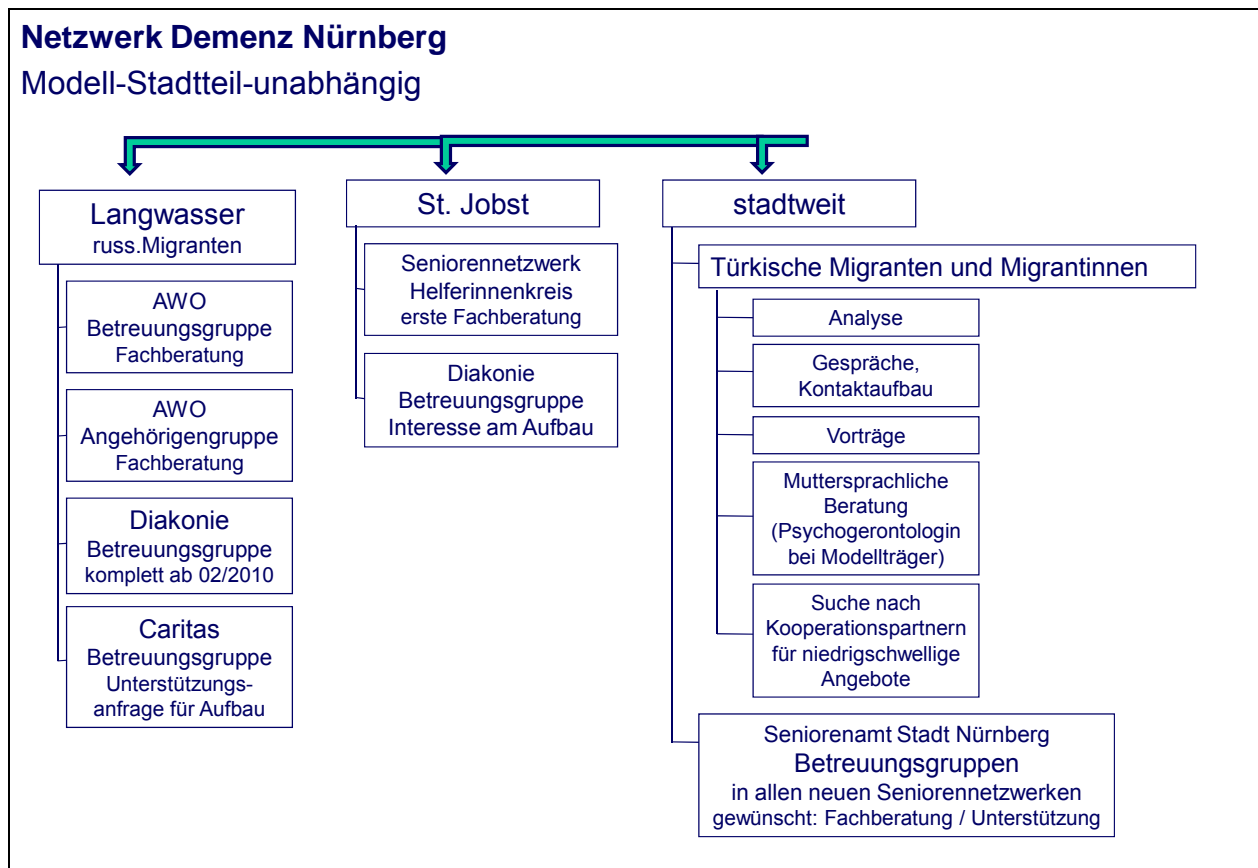 Netzwerk Demenz Nürnberg
Modell-Stadtteil-unabhängig
Langwasser
russ.Migranten
AWO
Betreuungsgruppe
Fachberatung
AWO
Angehörigengruppe
Fachberatung
Diakonie
Betreuungsgruppe
komplett ab 02/2010
Caritas
Betreuungsgruppe
Unterstützungs-
anfrage für Aufbau
St. Jobst
Seniorennetzwerk
Helferinnenkreis
erste Fachberatung
Diakonie
Betreuungsgruppe
Interesse am Aufbau
stadtweit
Türkische Migranten und Migrantinnen
Analyse
Gespräche,
Kontaktaufbau
Vorträge
Muttersprachliche
Beratung
(Psychogerontologin
bei Modellträger)
Suche nach
Kooperationspartnern
für niedrigschwellige
Angebote
Seniorenamt Stadt Nürnberg
Betreuungsgruppen
in allen neuen Seniorennetzwerken
gewünscht: Fachberatung / Unterstützung